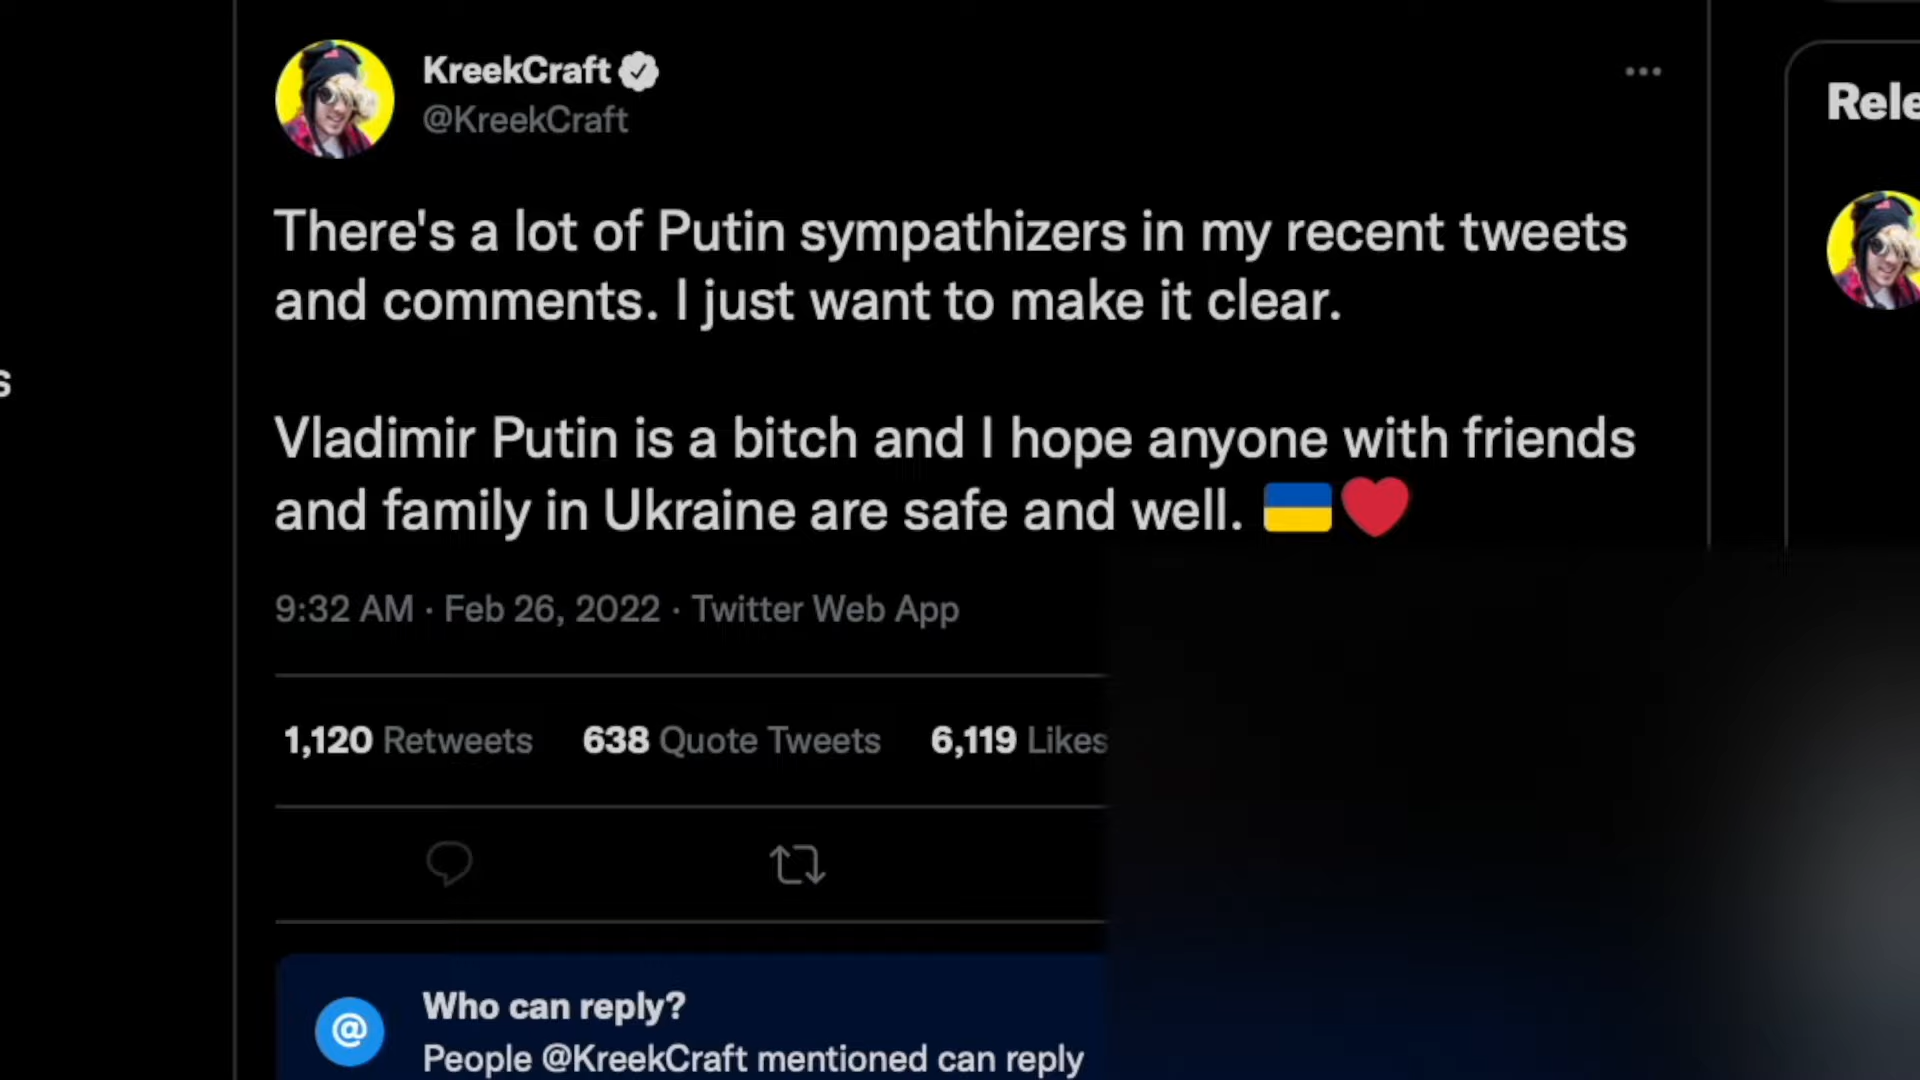 KreekCraft
@KreekCraft
There's a lot of Putin sympathizers in my recent tweets
and comments. I just want to make it clear.
Vladimir Putin is a bitch and I hope anyone with friends
and family in Ukraine are safe and well. 🇺🇦❤️
9:32 AM · Feb 26, 2022 · Twitter Web App
1,120 Retweets 638 Quote Tweets 6,119 Likes
@
Who can reply?
People @KreekCraft mentioned can reply